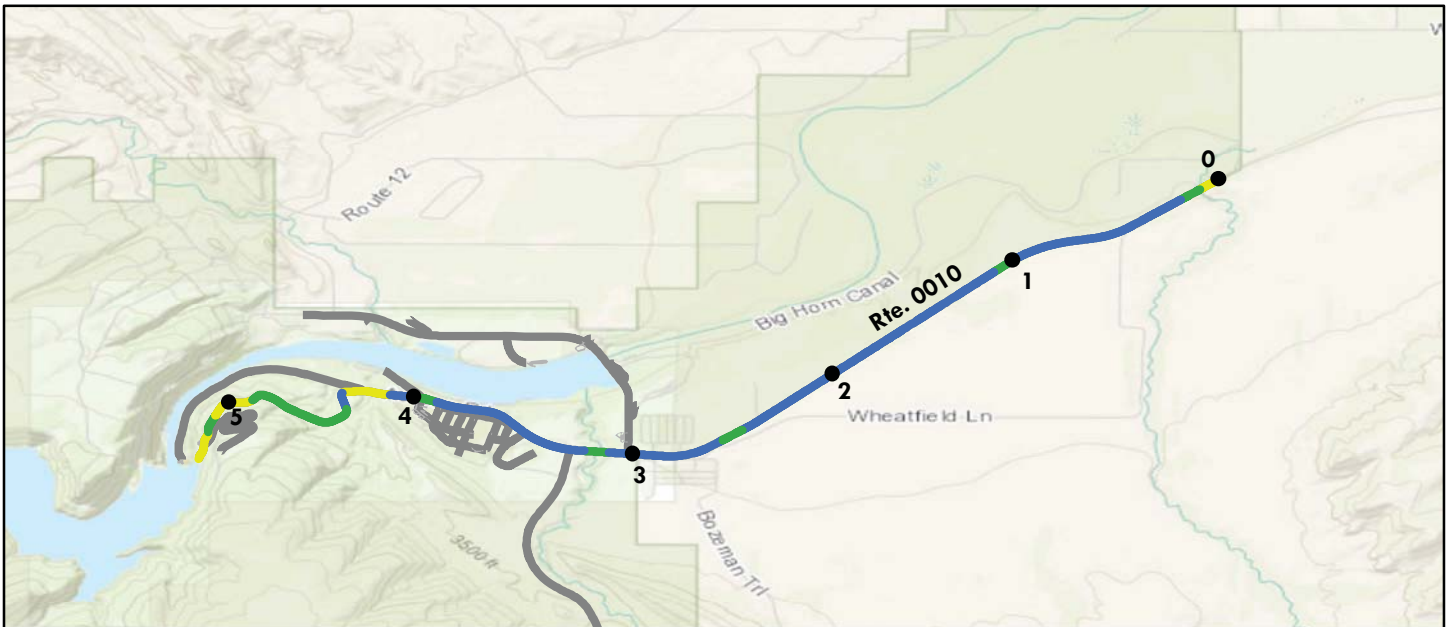 0
Route 12
1
Big Horn Canal
Rte. 0010
2
Wheatfield Ln
4
5
3
Bozeman Trl
3500 ft